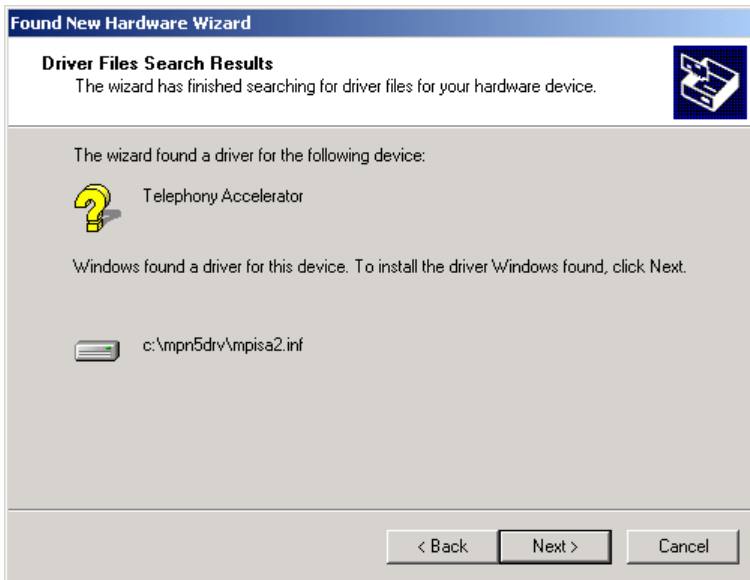 Found New Hardware Wizard
Driver Files Search Results
The wizard has finished searching for driver files for your hardware device.
The wizard found a driver for the following device:
Telephony Accelerator
Windows found a driver for this device. To install the driver Windows found, click Next.
c:\mpn5drv\mpisa2.inf
< Back Next > Cancel